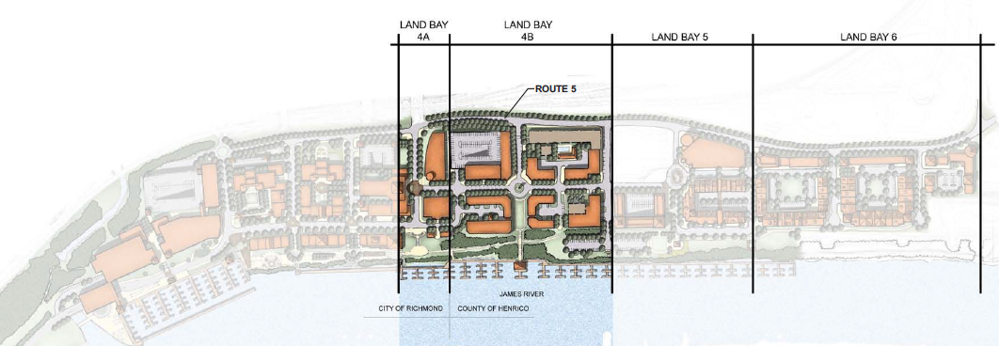 LAND BAY
4A
LAND BAY
4B
LAND BAY 5
LAND BAY 6
ROUTE 5
JAMES RIVER
CITY OF RICHMOND
COUNTY OF HENRICO